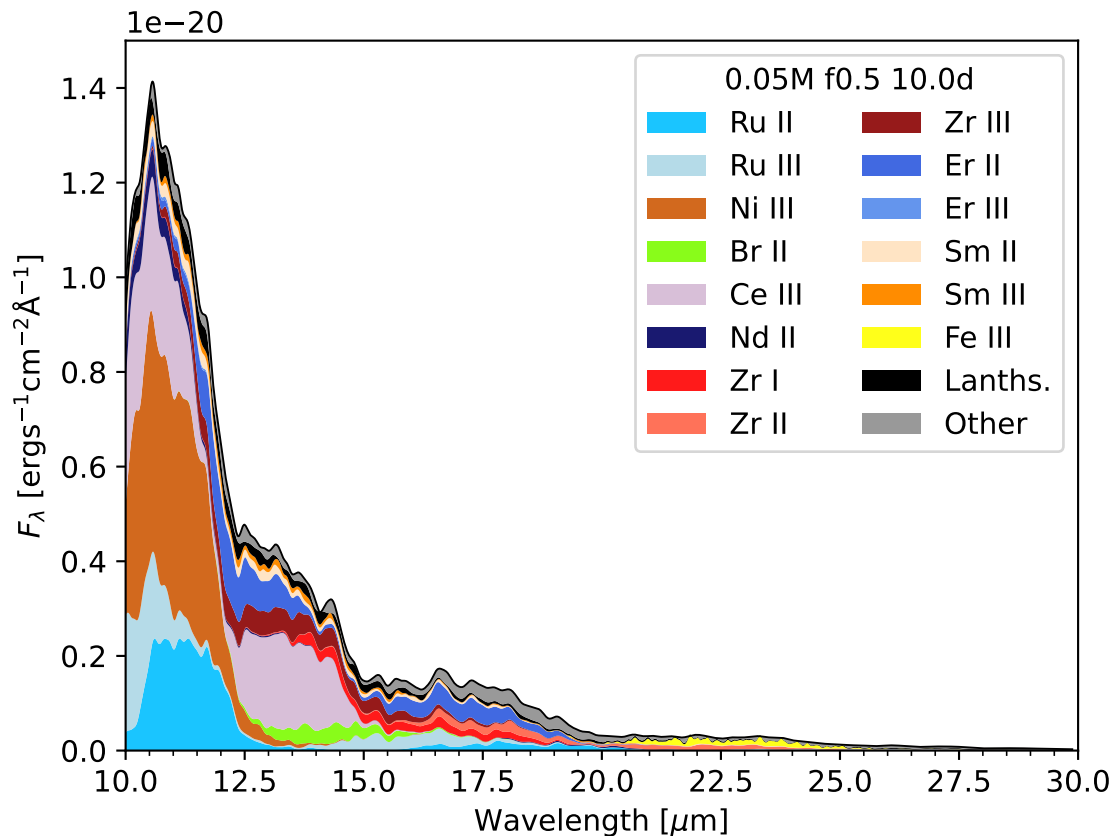 1e−20
1.4
1.2
1.0
0.8
0.6
0.4
0.2
0.0
F_λ [ergs⁻¹cm⁻²Å⁻¹]
0.05M f0.5 10.0d
Ru II
Ru III
Ni III
Br II
Ce III
Nd II
Zr I
Zr II
Zr III
Er II
Er III
Sm II
Sm III
Fe III
Lanths.
Other
10.0 12.5 15.0 17.5 20.0 22.5 25.0 27.5 30.0
Wavelength [μm]